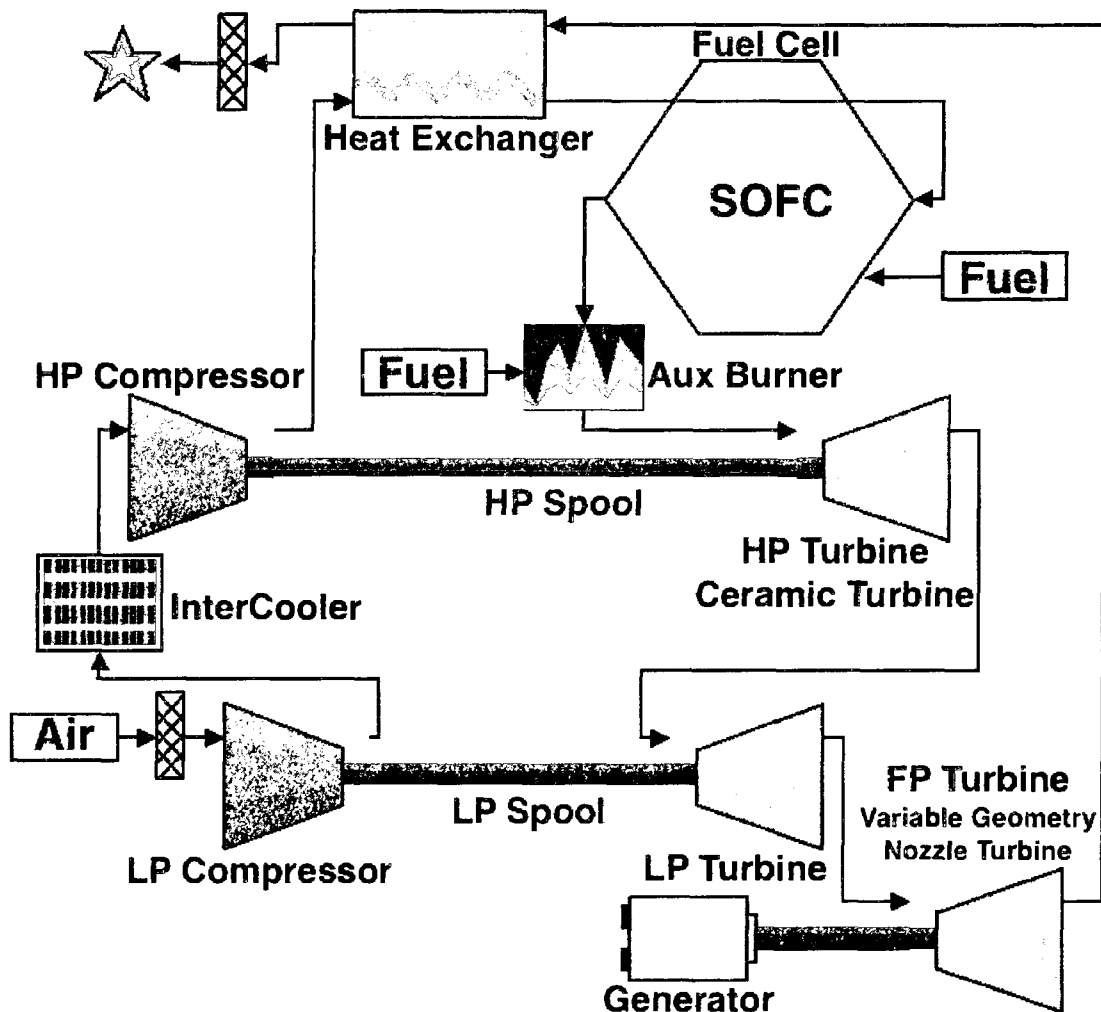 Fuel Cell
Heat Exchanger
SOFC
Fuel
HP Compressor
Fuel
Aux Burner
HP Spool
HP Turbine
Ceramic Turbine
InterCooler
Air
LP Spool
FP Turbine
Variable Geometry
Nozzle Turbine
LP Compressor
LP Turbine
Generator